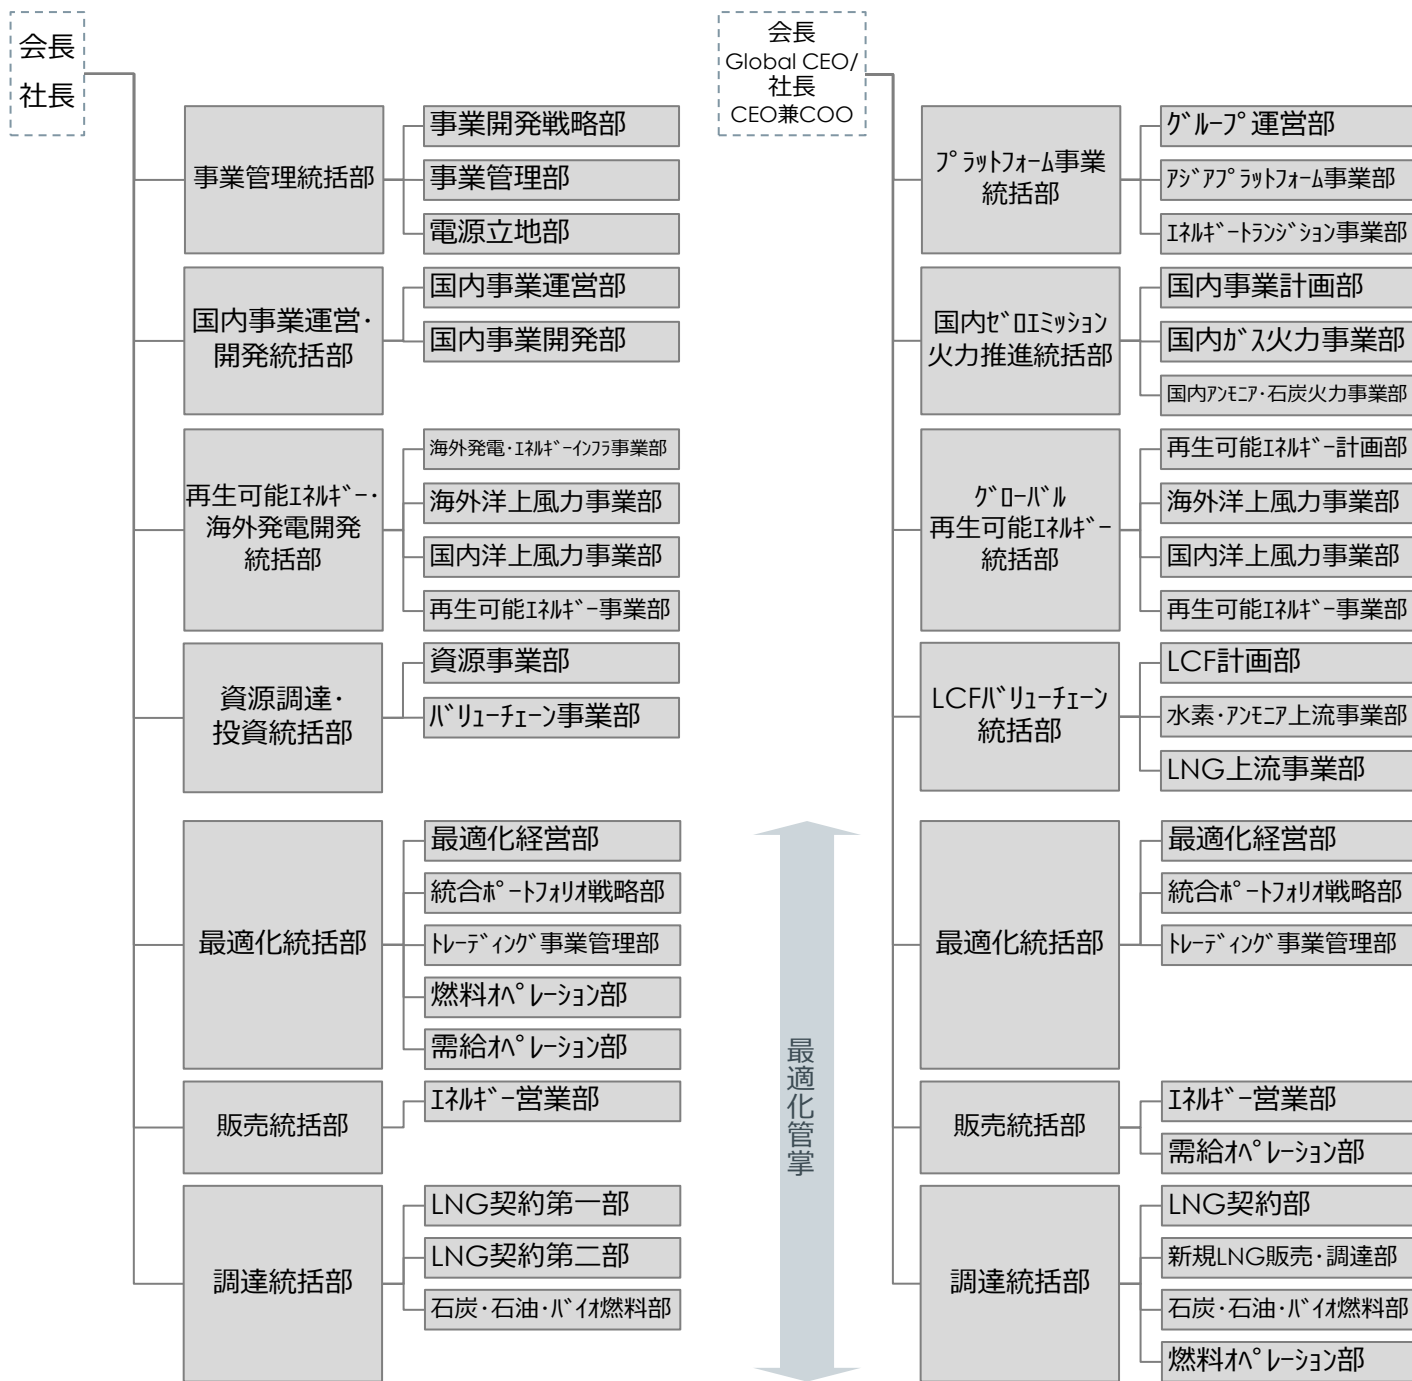 会長
社長
事業管理統括部
事業開発戦略部
事業管理部
電源立地部
国内事業運営･
開発統括部
国内事業運営部
国内事業開発部
再生可能ｴﾈﾙｷﾞｰ･
海外発電開発
統括部
海外発電･ｴﾈﾙｷﾞｰｲﾝﾌﾗ事業部
海外洋上風力事業部
国内洋上風力事業部
再生可能ｴﾈﾙｷﾞｰ事業部
資源調達･
投資統括部
資源事業部
ﾊﾞﾘｭｰﾁｪｰﾝ事業部
最適化統括部
最適化経営部
統合ﾎﾟｰﾄﾌｫﾘｵ戦略部
ﾄﾚｰﾃﾞｨﾝｸﾞ事業管理部
燃料ｵﾍﾟﾚｰｼｮﾝ部
需給ｵﾍﾟﾚｰｼｮﾝ部
販売統括部
ｴﾈﾙｷﾞｰ営業部
調達統括部
LNG契約第一部
LNG契約第二部
石炭･石油･ﾊﾞｲｵ燃料部
最適化管掌
会長
Global CEO/
社長
CEO兼COO
ﾌﾟﾗｯﾄﾌｫｰﾑ事業
統括部
ｸﾞﾙｰﾌﾟ運営部
ｱｼﾞｱﾌﾟﾗｯﾄﾌｫｰﾑ事業部
ｴﾈﾙｷﾞｰﾄﾗﾝｼﾞｼｮﾝ事業部
国内ｾﾞﾛｴﾐｯｼｮﾝ
火力推進統括部
国内事業計画部
国内ｶﾞｽ火力事業部
国内ｱﾝﾓﾆｱ･石炭火力事業部
ｸﾞﾛｰﾊﾞﾙ
再生可能ｴﾈﾙｷﾞｰ
統括部
再生可能ｴﾈﾙｷﾞｰ計画部
海外洋上風力事業部
国内洋上風力事業部
再生可能ｴﾈﾙｷﾞｰ事業部
LCFﾊﾞﾘｭｰﾁｪｰﾝ
統括部
LCF計画部
水素･ｱﾝﾓﾆｱ上流事業部
LNG上流事業部
最適化統括部
最適化経営部
統合ﾎﾟｰﾄﾌｫﾘｵ戦略部
ﾄﾚｰﾃﾞｨﾝｸﾞ事業管理部
販売統括部
ｴﾈﾙｷﾞｰ営業部
需給ｵﾍﾟﾚｰｼｮﾝ部
調達統括部
LNG契約部
新規LNG販売･調達部
石炭･石油･ﾊﾞｲｵ燃料部
燃料ｵﾍﾟﾚｰｼｮﾝ部